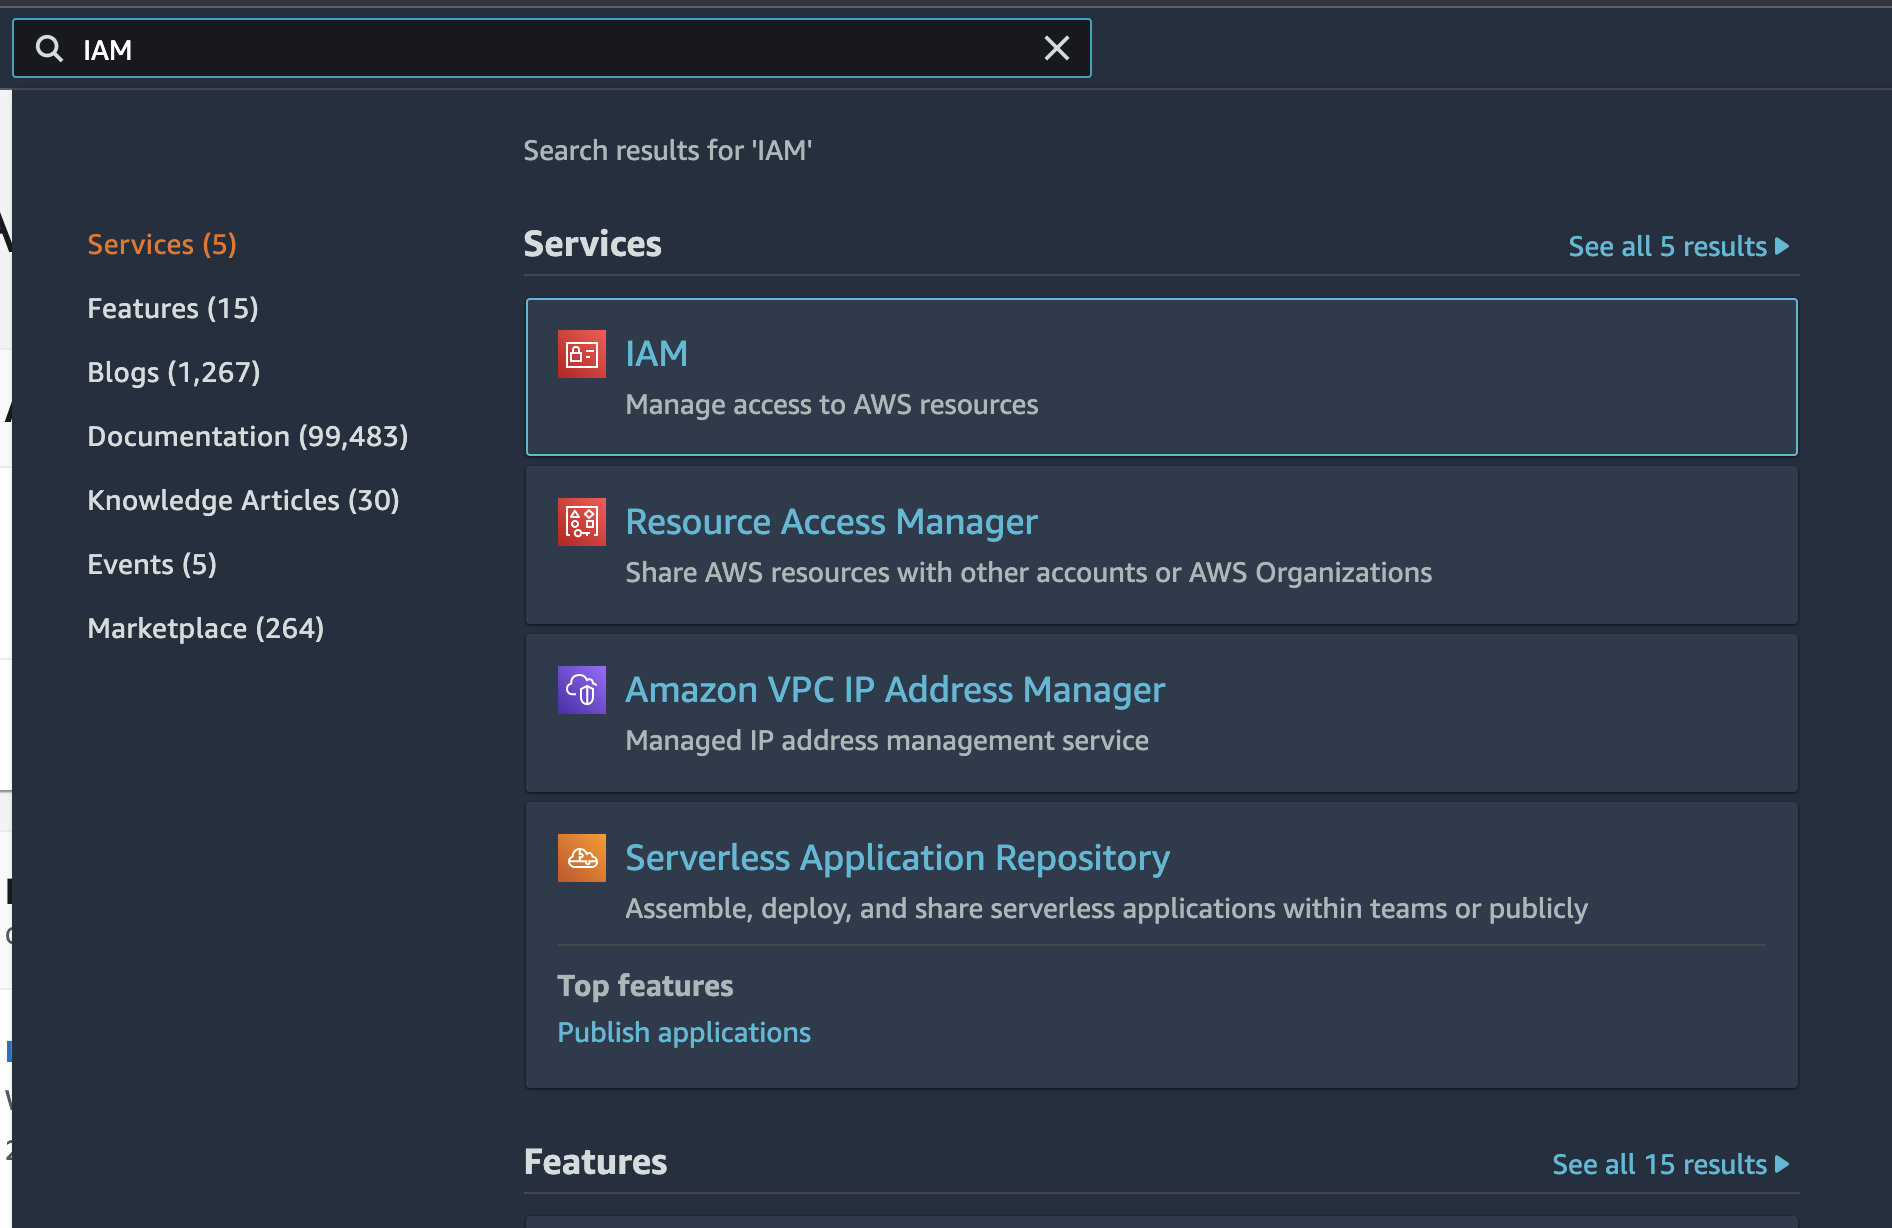 IAM
Search results for 'IAM'
Services (5)
Features (15)
Blogs (1,267)
Documentation (99,483)
Knowledge Articles (30)
Events (5)
Marketplace (264)
Services
See all 5 results
IAM
Manage access to AWS resources
Resource Access Manager
Share AWS resources with other accounts or AWS Organizations
Amazon VPC IP Address Manager
Managed IP address management service
Serverless Application Repository
Assemble, deploy, and share serverless applications within teams or publicly
Top features
Publish applications
Features
See all 15 results